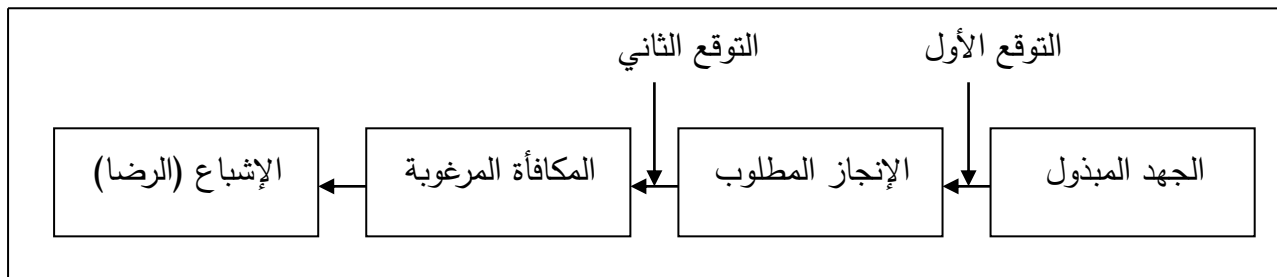 التوقع الأول
التوقع الثاني
الجهد المبذول
الإنجاز المطلوب
المكافأة المرغوبة
الإشباع (الرضا)